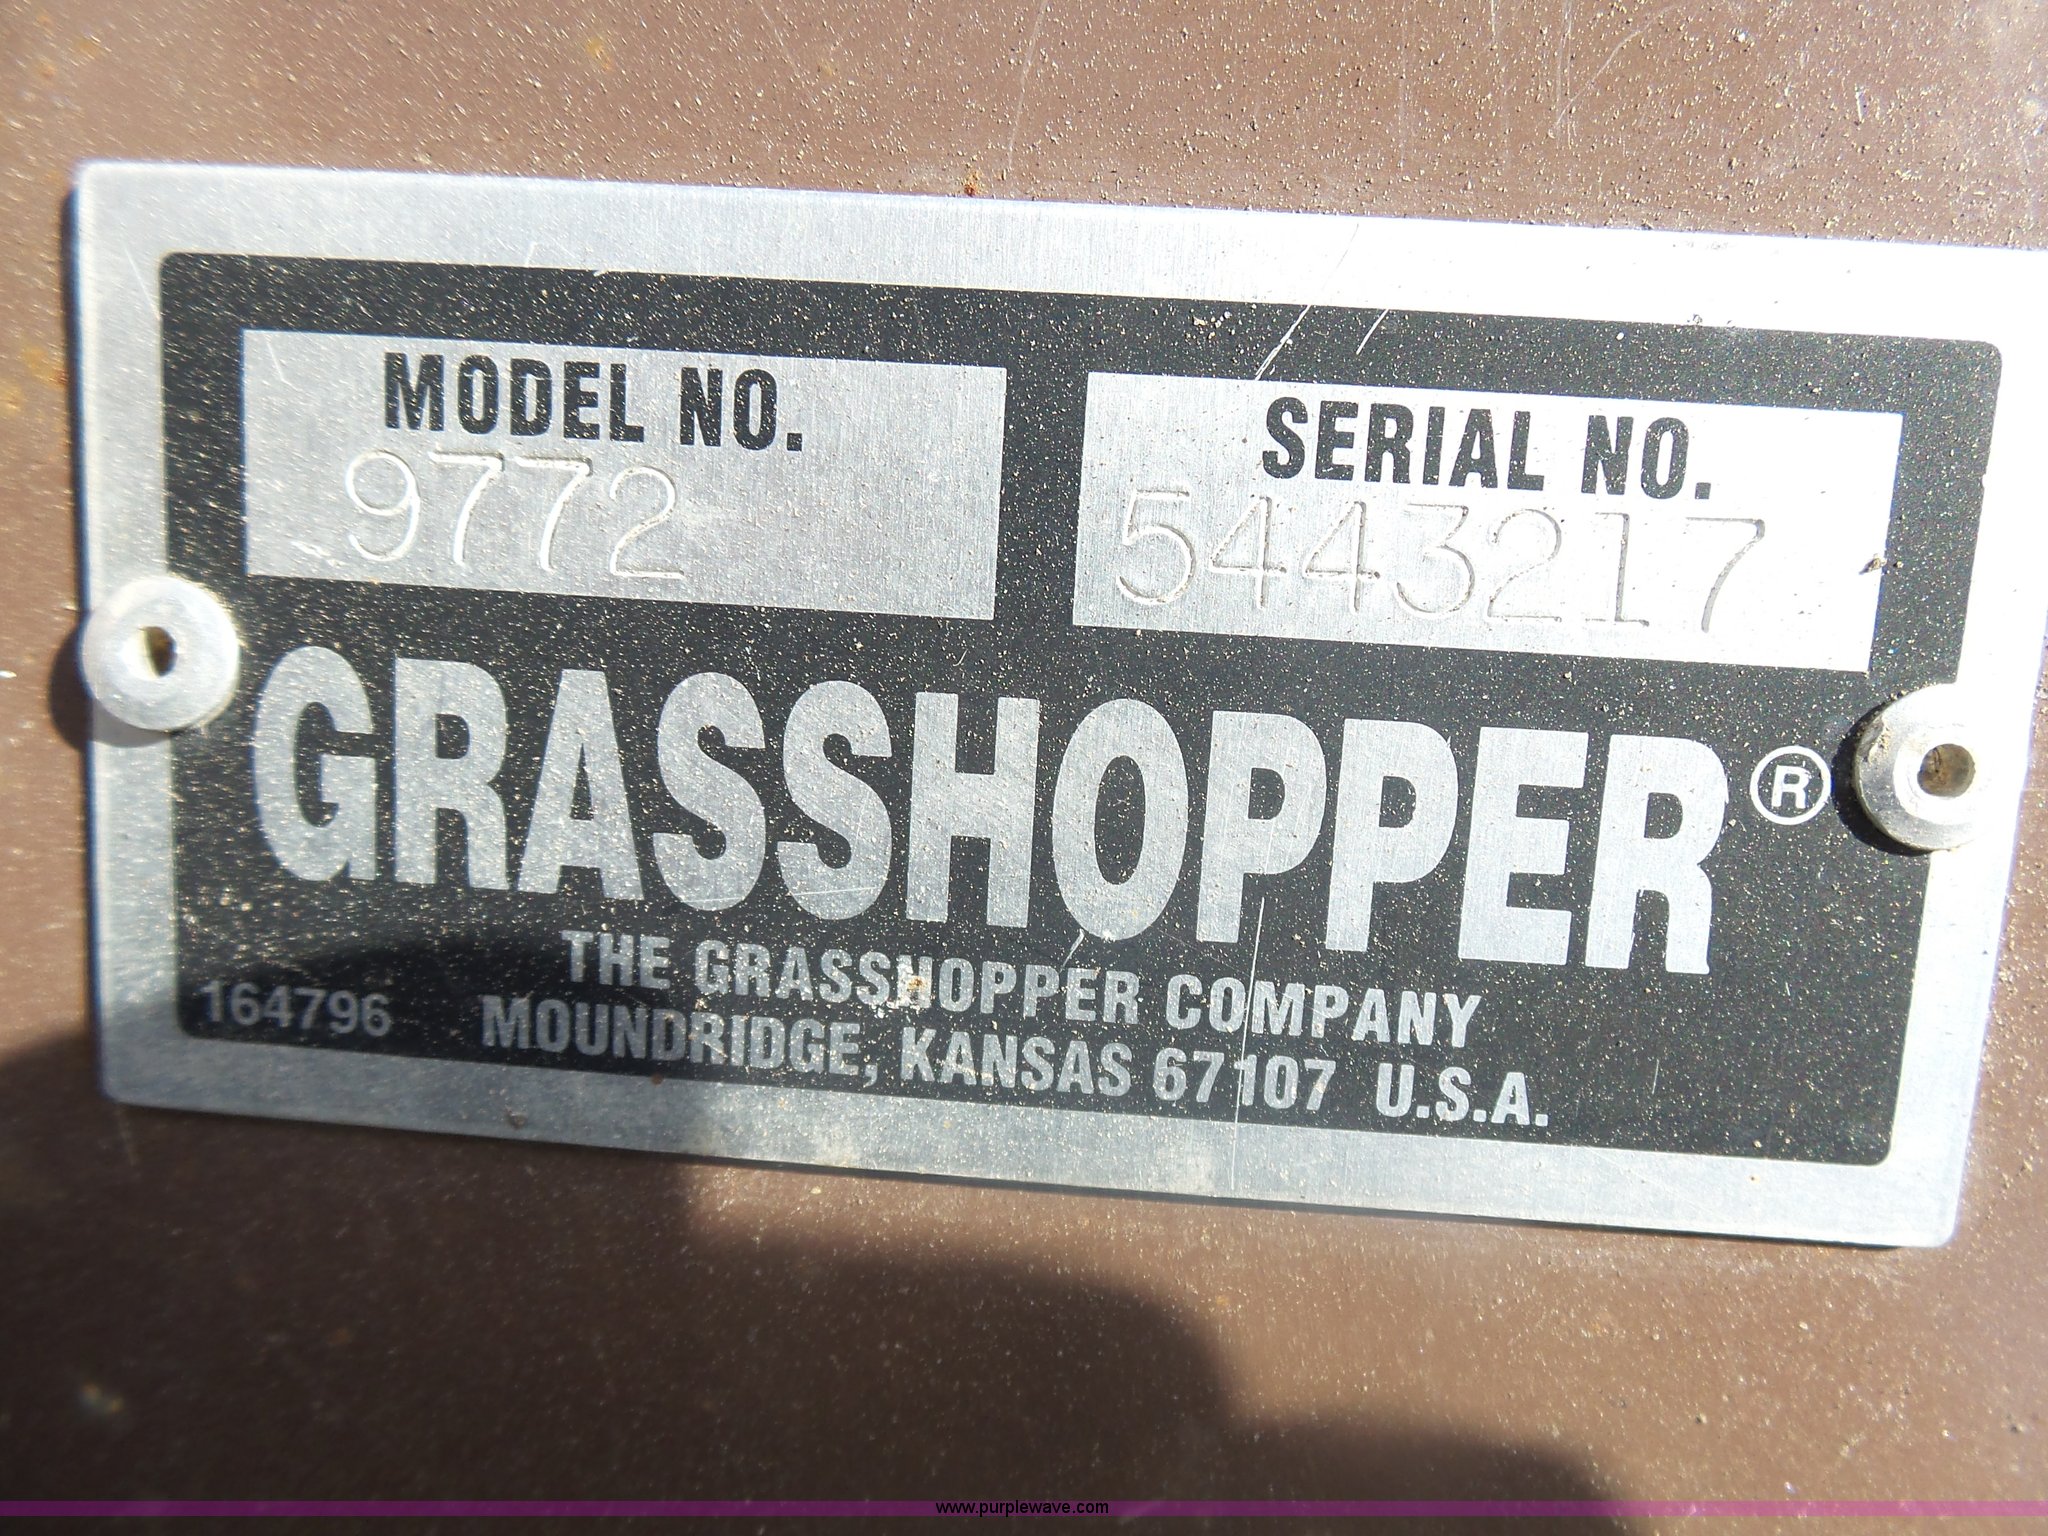 MODEL NO.
9772
SERIAL NO.
5443217
GRASSHOPPER®
THE GRASSHOPPER COMPANY
164796
MOUNDRIDGE, KANSAS 67107 U.S.A.
www.purplewave.com